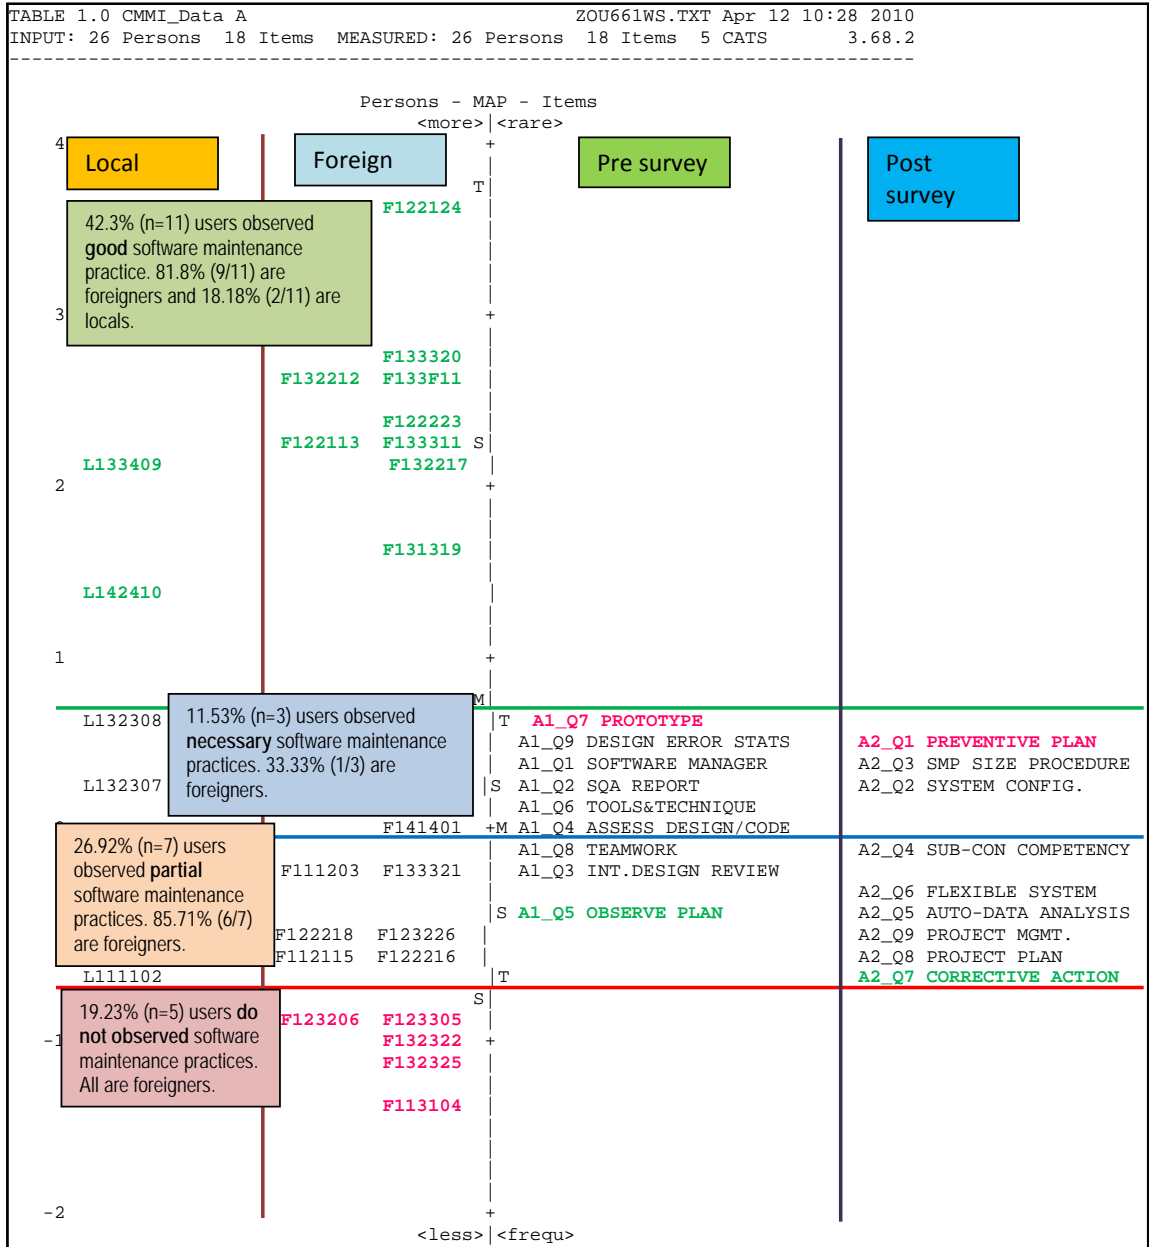 TABLE 1.0 CMMI_Data A ZOU661WS.TXT Apr 12 10:28 2010
INPUT: 26 Persons 18 Items MEASURED: 26 Persons 18 Items 5 CATS 3.68.2
Persons - MAP - Items
<more>|<rare>
4 +
Local
Foreign
Pre survey
Post
survey
T|
F122124 |
42.3% (n=11) users observed
good software maintenance
practice. 81.8% (9/11) are
foreigners and 18.18% (2/11) are
locals.
3 +
F133320 |
F132212 F133F11 |
F122223 |
F122113 F133311 S|
L133409 F132217 |
2 +
F131319 |
L142410 |
1 +
M|
L132308 |T A1_Q7 PROTOTYPE
11.53% (n=3) users observed
necessary software maintenance
practices. 33.33% (1/3) are
foreigners.
| A1_Q9 DESIGN ERROR STATS A2_Q1 PREVENTIVE PLAN
| A1_Q1 SOFTWARE MANAGER A2_Q3 SMP SIZE PROCEDURE
L132307 |S A1_Q2 SQA REPORT A2_Q2 SYSTEM CONFIG.
| A1_Q6 TOOLS&TECHNIQUE
F141401 +M A1_Q4 ASSESS DESIGN/CODE
26.92% (n=7) users
observed partial
software maintenance
practices. 85.71% (6/7)
are foreigners.
| A1_Q8 TEAMWORK A2_Q4 SUB-CON COMPETENCY
F111203 F133321 | A1_Q3 INT.DESIGN REVIEW
A2_Q6 FLEXIBLE SYSTEM
|S A1_Q5 OBSERVE PLAN A2_Q5 AUTO-DATA ANALYSIS
F122218 F123226 | A2_Q9 PROJECT MGMT.
F112115 F122216 | A2_Q8 PROJECT PLAN
L111102 |T A2_Q7 CORRECTIVE ACTION
S|
19.23% (n=5) users do
not observed software
maintenance practices.
All are foreigners.
F123206 F123305 |
-1 F132322 +
F132325 |
F113104 |
-2 +
<less>|<frequ>